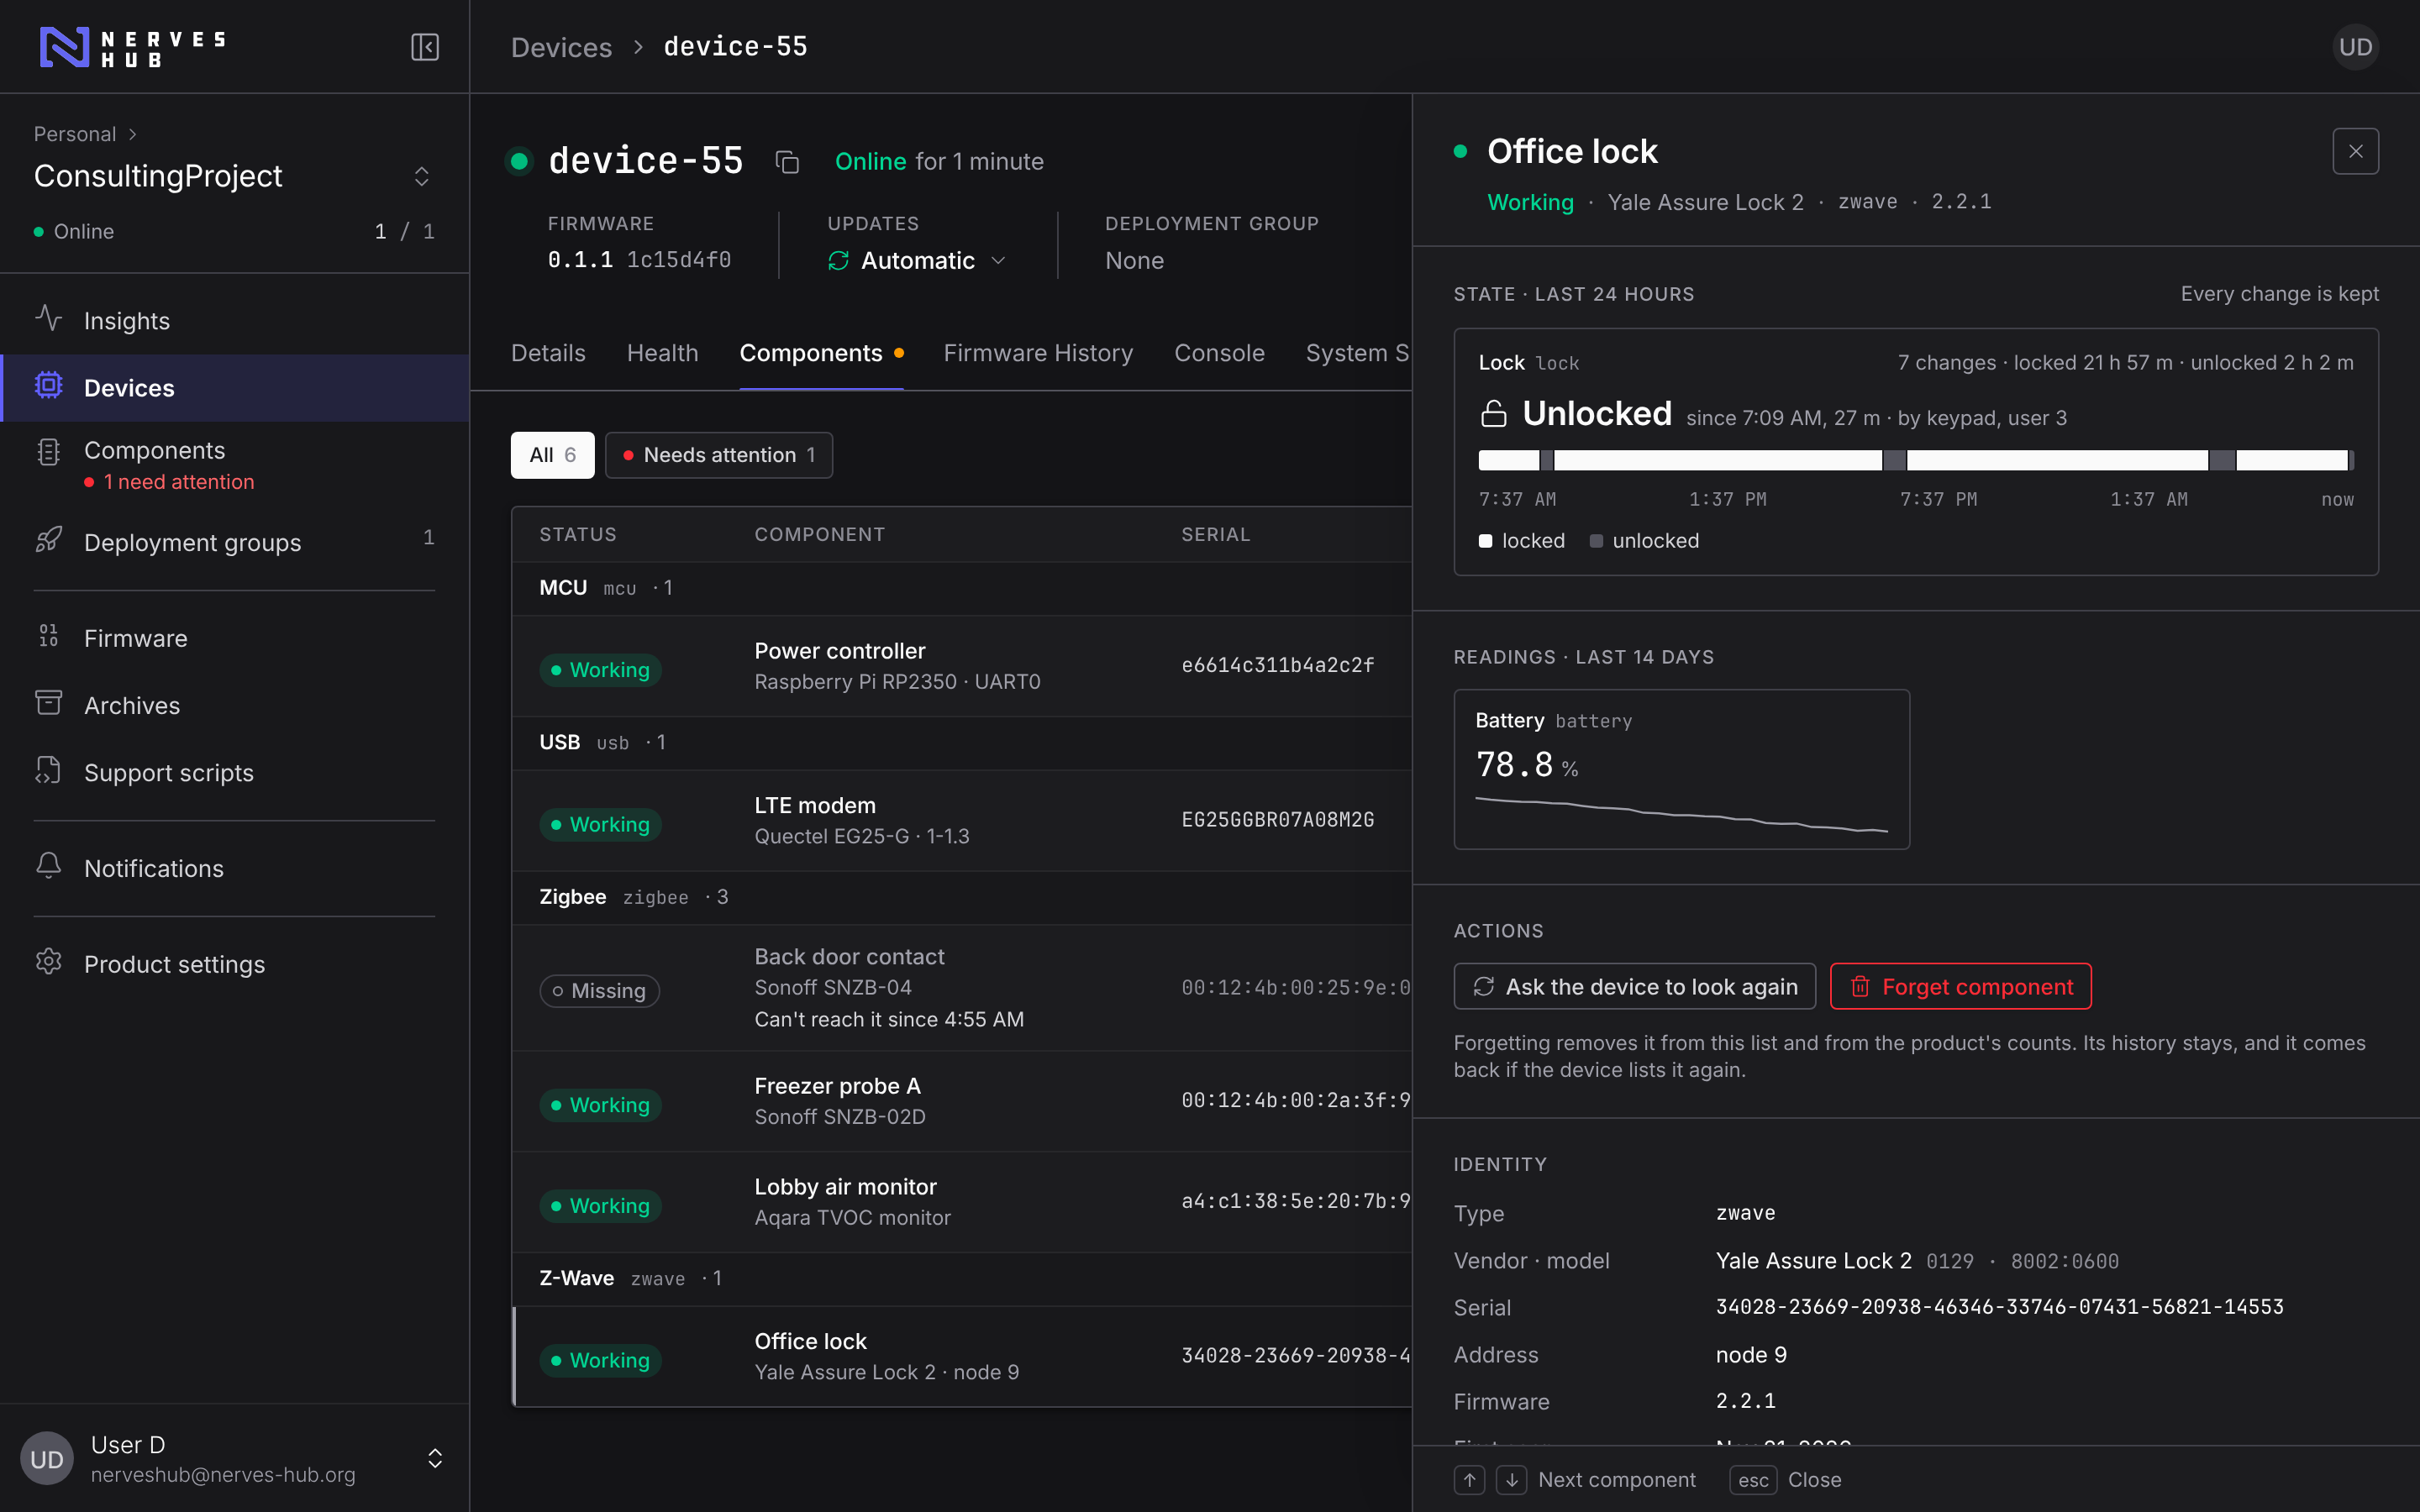 NERVES
HUB
Devices > device-55
UD
Personal >
ConsultingProject
Online 1 / 1
Insights
Devices
Components
1 need attention
Deployment groups 1
Firmware
Archives
Support scripts
Notifications
Product settings
UD
User D
nerveshub@nerves-hub.org
device-55 Online for 1 minute
FIRMWARE
0.1.1 1c15d4f0
UPDATES
Automatic
DEPLOYMENT GROUP
None
Details Health Components Firmware History Console System S
All 6 Needs attention 1
STATUS COMPONENT SERIAL
MCU mcu · 1
Working
Power controller
Raspberry Pi RP2350 · UART0
e6614c311b4a2c2f
USB usb · 1
Working
LTE modem
Quectel EG25-G · 1-1.3
EG25GGBR07A08M2G
Zigbee zigbee · 3
Missing
Back door contact
Sonoff SNZB-04
Can't reach it since 4:55 AM
00:12:4b:00:25:9e:0
Working
Freezer probe A
Sonoff SNZB-02D
00:12:4b:00:2a:3f:9
Working
Lobby air monitor
Aqara TVOC monitor
a4:c1:38:5e:20:7b:9
Z-Wave zwave · 1
Working
Office lock
Yale Assure Lock 2 · node 9
34028-23669-20938-4
Office lock
Working · Yale Assure Lock 2 · zwave · 2.2.1
STATE · LAST 24 HOURS Every change is kept
Lock lock 7 changes · locked 21 h 57 m · unlocked 2 h 2 m
Unlocked since 7:09 AM, 27 m · by keypad, user 3
7:37 AM 1:37 PM 7:37 PM 1:37 AM now
locked unlocked
READINGS · LAST 14 DAYS
Battery battery
78.8 %
ACTIONS
Ask the device to look again Forget component
Forgetting removes it from this list and from the product's counts. Its history stays, and it comes
back if the device lists it again.
IDENTITY
Type zwave
Vendor · model Yale Assure Lock 2 0129 · 8002:0600
Serial 34028-23669-20938-46346-33746-07431-56821-14553
Address node 9
Firmware 2.2.1
↑ ↓ Next component esc Close